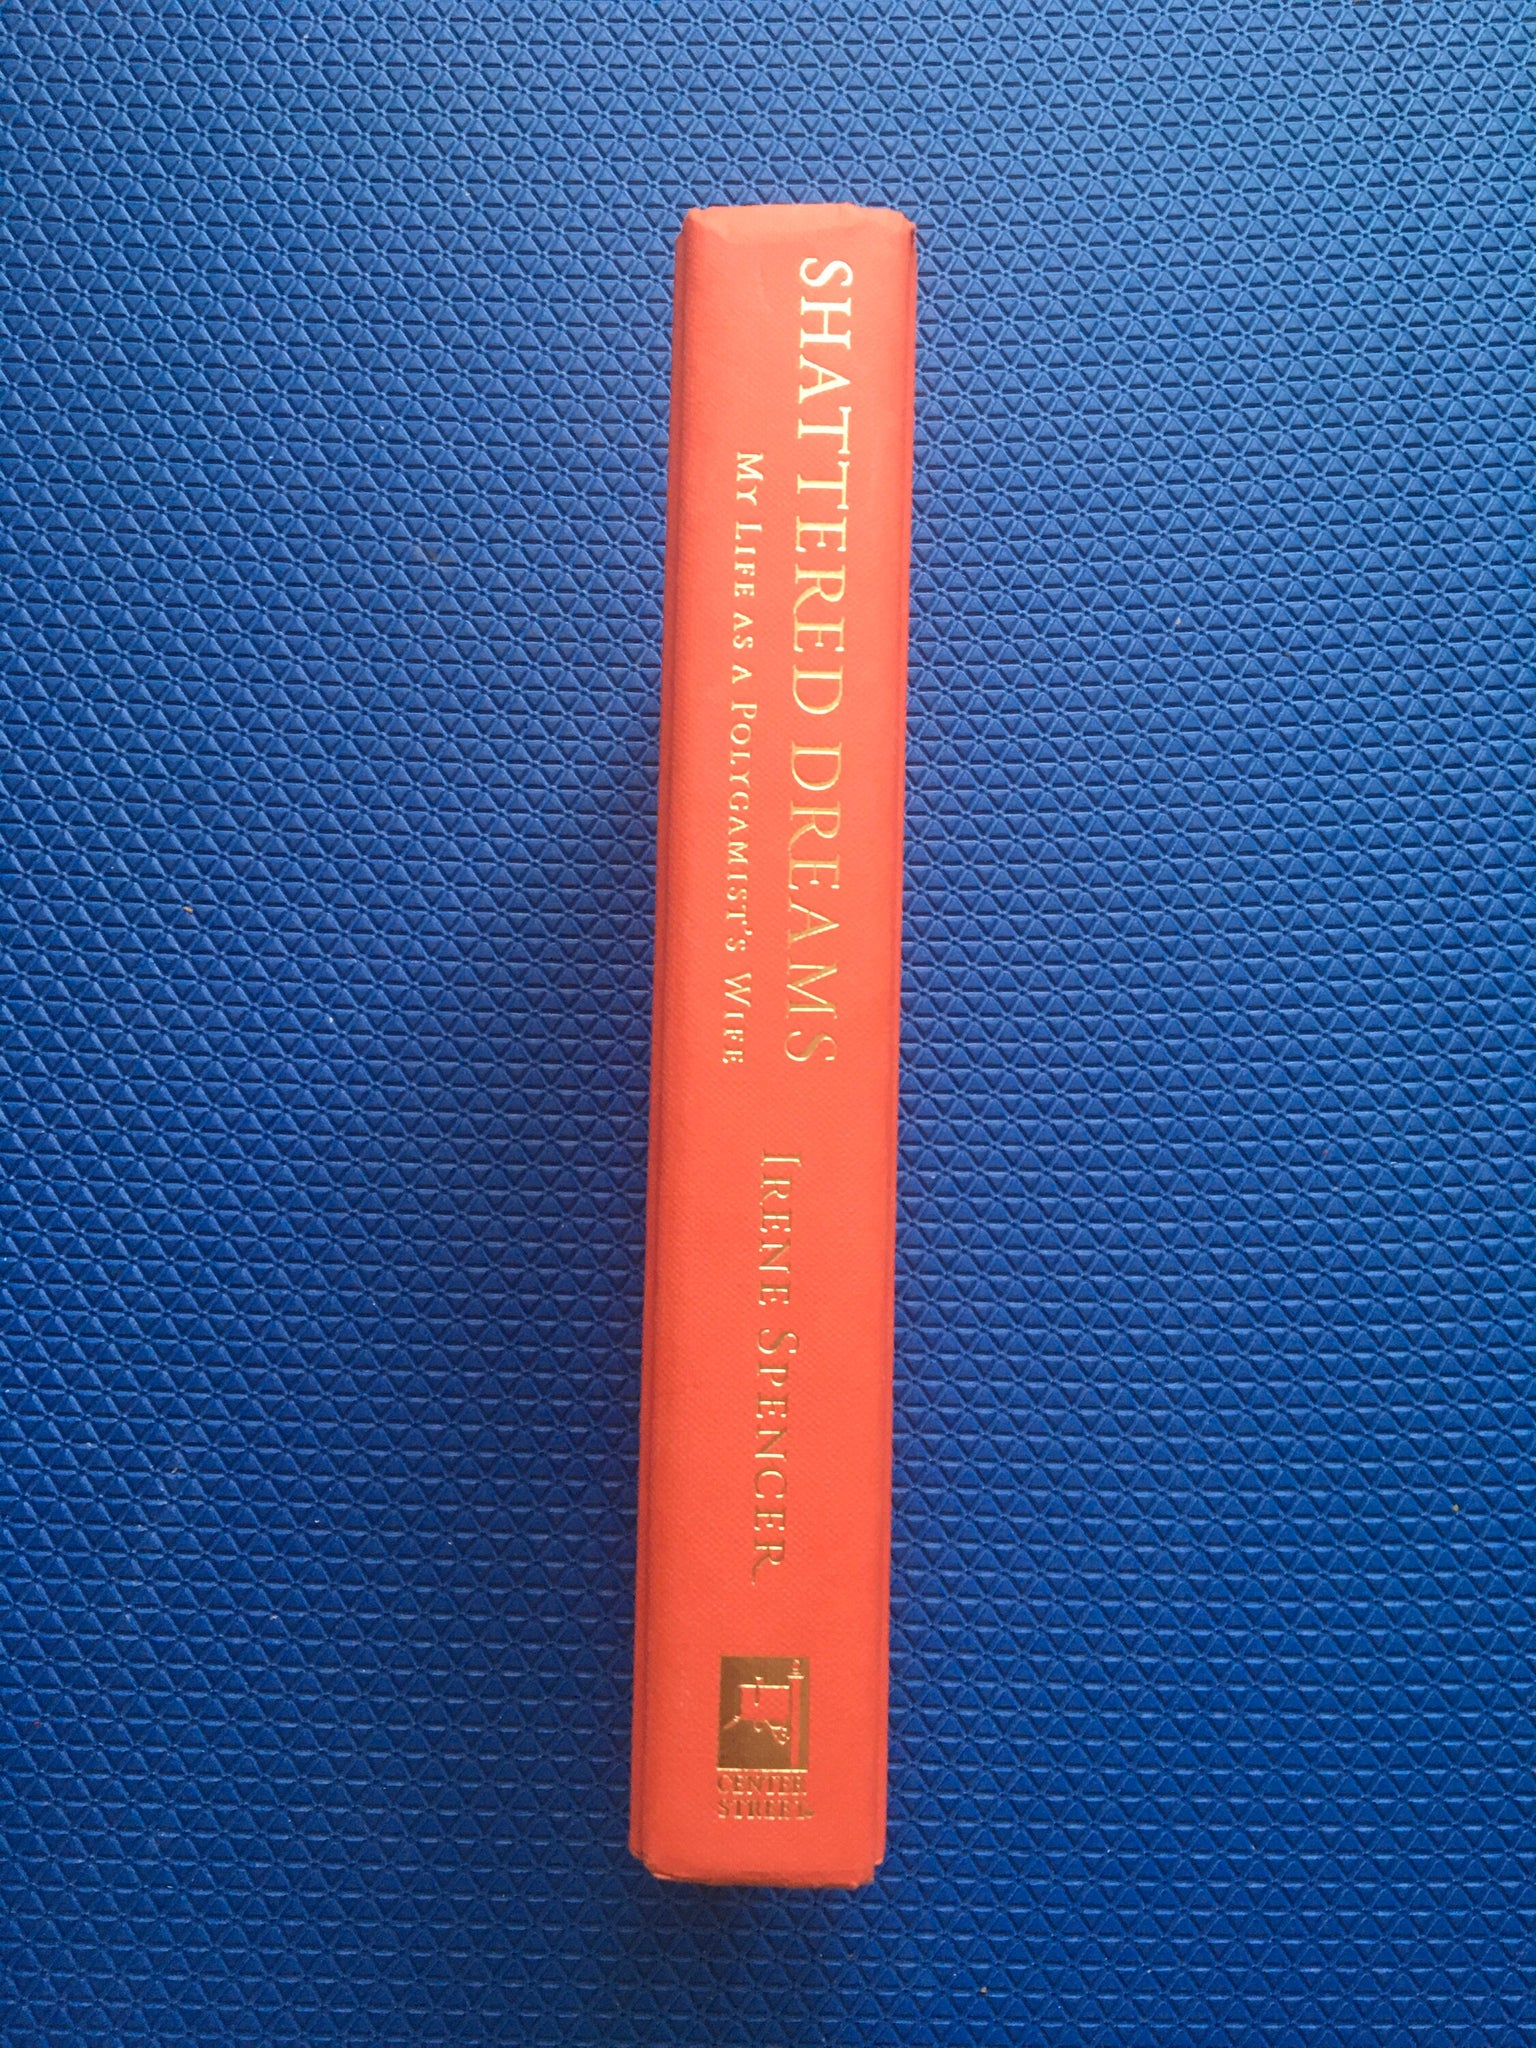 SHATTERED DREAMS
MY LIFE AS A POLYGAMIST'S WIFE
IRENE SPENCER
CENTER
STREET